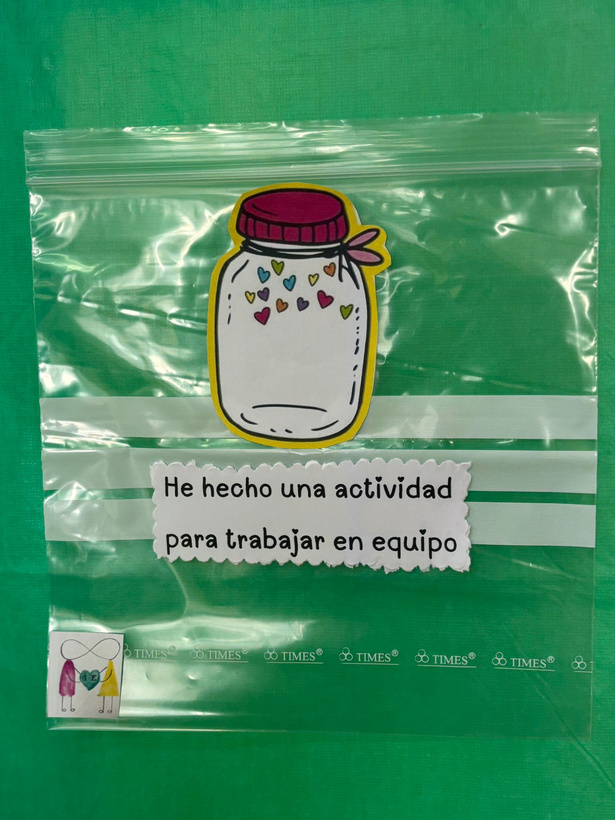 He hecho una actividad
para trabajar en equipo
TIMES® TIMES® TIMES® TIMES® TIMES® TIMES®